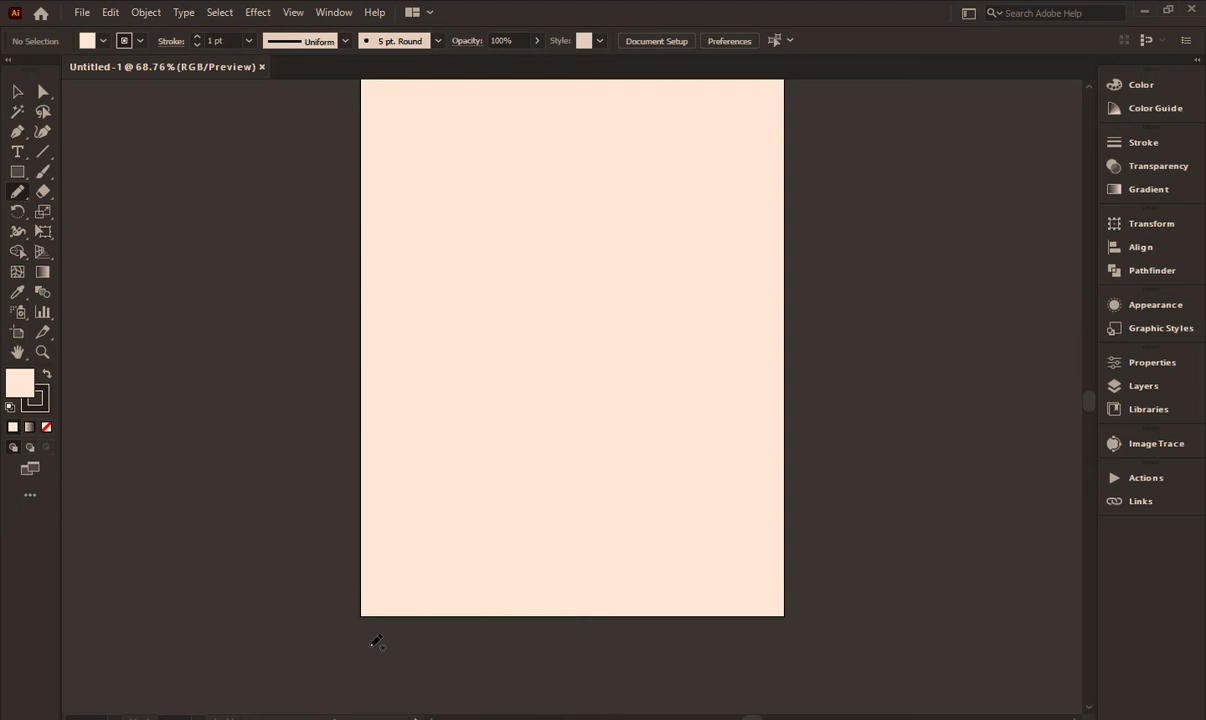 Ai File Edit Object Type Select Effect View Window Help Search Adobe Help
No Selection Stroke: 1 pt Uniform 5 pt. Round Opacity: 100% Style: Document Setup Preferences
Untitled-1 @ 68.76% (RGB/Preview) ×
Color
Color Guide
Stroke
Transparency
Gradient
Transform
Align
Pathfinder
Appearance
Graphic Styles
Properties
Layers
Libraries
Image Trace
Actions
Links